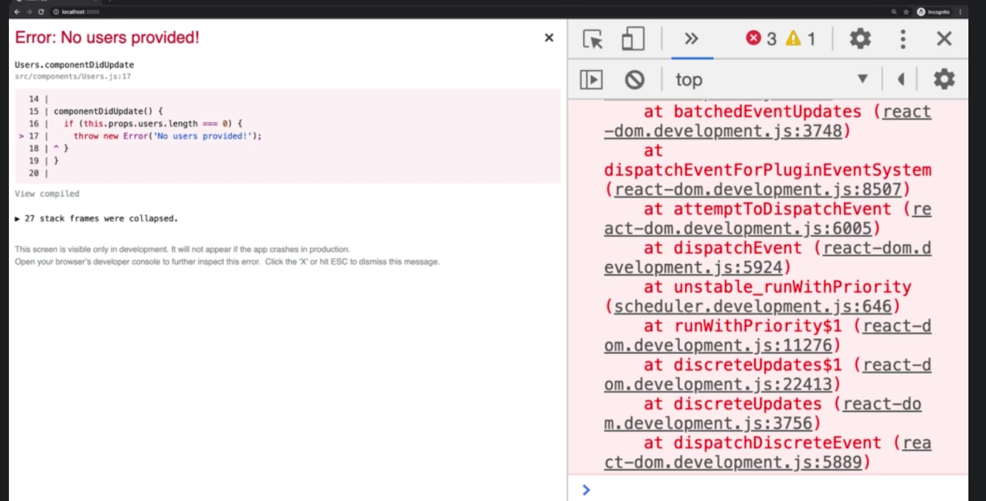 localhost:3000
Incognito
Error: No users provided!
×
Users.componentDidUpdate
src/components/Users.js:17
14 |
15 | componentDidUpdate() {
16 |   if (this.props.users.length === 0) {
> 17 |     throw new Error('No users provided!');
18 | ^ }
19 | }
20 |
View compiled
▶ 27 stack frames were collapsed.
This screen is visible only in development. It will not appear if the app crashes in production.
Open your browser's developer console to further inspect this error.  Click the 'X' or hit ESC to dismiss this message.
3
1
top
at batchedEventUpdates (react
-dom.development.js:3748)
at
dispatchEventForPluginEventSystem
(react-dom.development.js:8507)
at attemptToDispatchEvent (re
act-dom.development.js:6005)
at dispatchEvent (react-dom.d
evelopment.js:5924)
at unstable_runWithPriority
(scheduler.development.js:646)
at runWithPriority$1 (react-d
om.development.js:11276)
at discreteUpdates$1 (react-d
om.development.js:22413)
at discreteUpdates (react-do
m.development.js:3756)
at dispatchDiscreteEvent (rea
ct-dom.development.js:5889)